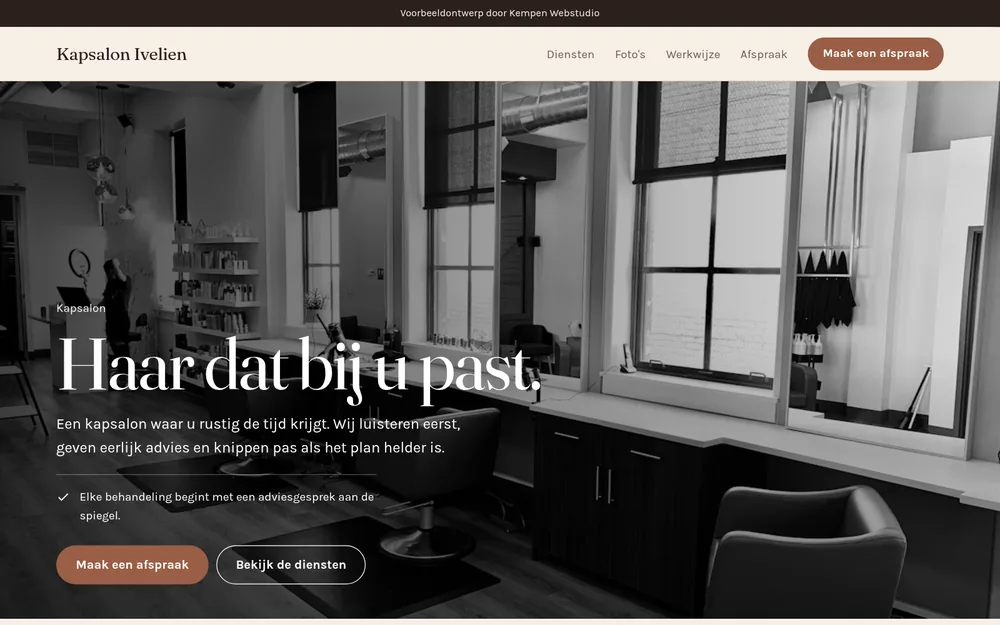 Voorbeeldontwerp door Kempen Webstudio
Kapsalon Ivelien
Diensten
Foto's
Werkwijze
Afspraak
Maak een afspraak
Kapsalon
Haar dat bij u past.
Een kapsalon waar u rustig de tijd krijgt. Wij luisteren eerst,
geven eerlijk advies en knippen pas als het plan helder is.
Elke behandeling begint met een adviesgesprek aan de
spiegel.
Maak een afspraak
Bekijk de diensten